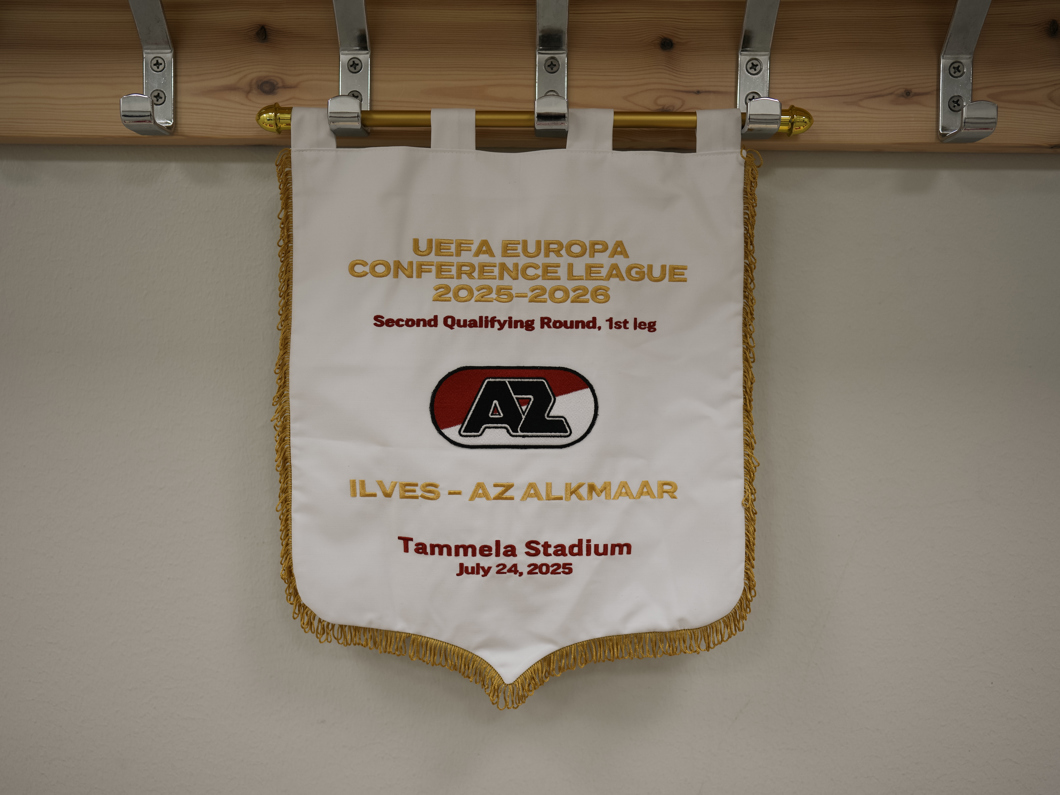 UEFA EUROPA
CONFERENCE LEAGUE
2025–2026
Second Qualifying Round, 1st leg
AZ
ILVES – AZ ALKMAAR
Tammela Stadium
July 24, 2025